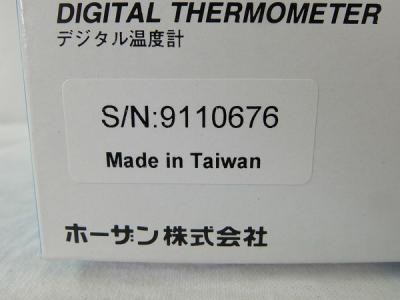 DIGITAL THERMOMETER
デジタル温度計
S/N:9110676
Made in Taiwan
ホーザン株式会社